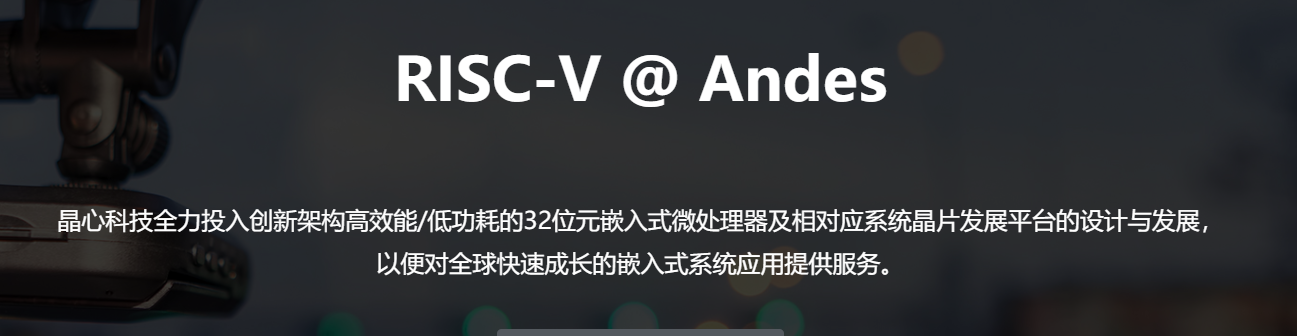 RISC-V @ Andes
晶心科技全力投入创新架构高效能/低功耗的32位元嵌入式微处理器及相对应系统晶片发展平台的设计与发展，
以便对全球快速成长的嵌入式系统应用提供服务。